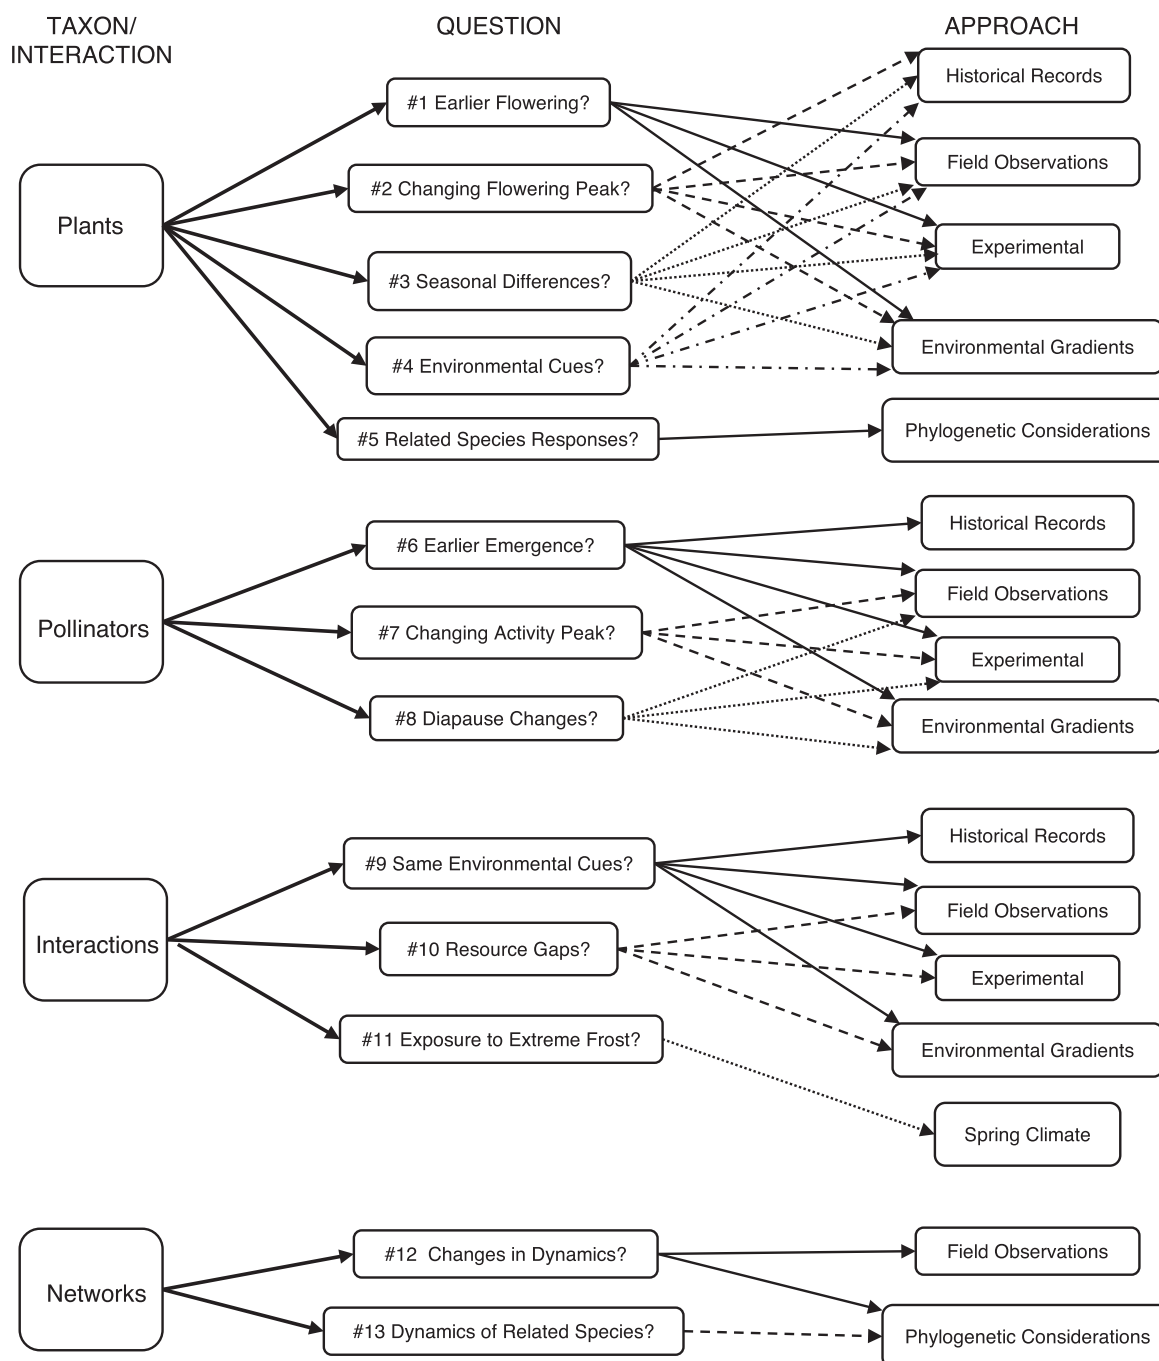 TAXON/
INTERACTION
QUESTION
APPROACH
Plants
#1 Earlier Flowering?
#2 Changing Flowering Peak?
#3 Seasonal Differences?
#4 Environmental Cues?
#5 Related Species Responses?
Historical Records
Field Observations
Experimental
Environmental Gradients
Phylogenetic Considerations
Pollinators
#6 Earlier Emergence?
#7 Changing Activity Peak?
#8 Diapause Changes?
Historical Records
Field Observations
Experimental
Environmental Gradients
Interactions
#9 Same Environmental Cues?
#10 Resource Gaps?
#11 Exposure to Extreme Frost?
Historical Records
Field Observations
Experimental
Environmental Gradients
Spring Climate
Networks
#12 Changes in Dynamics?
#13 Dynamics of Related Species?
Field Observations
Phylogenetic Considerations